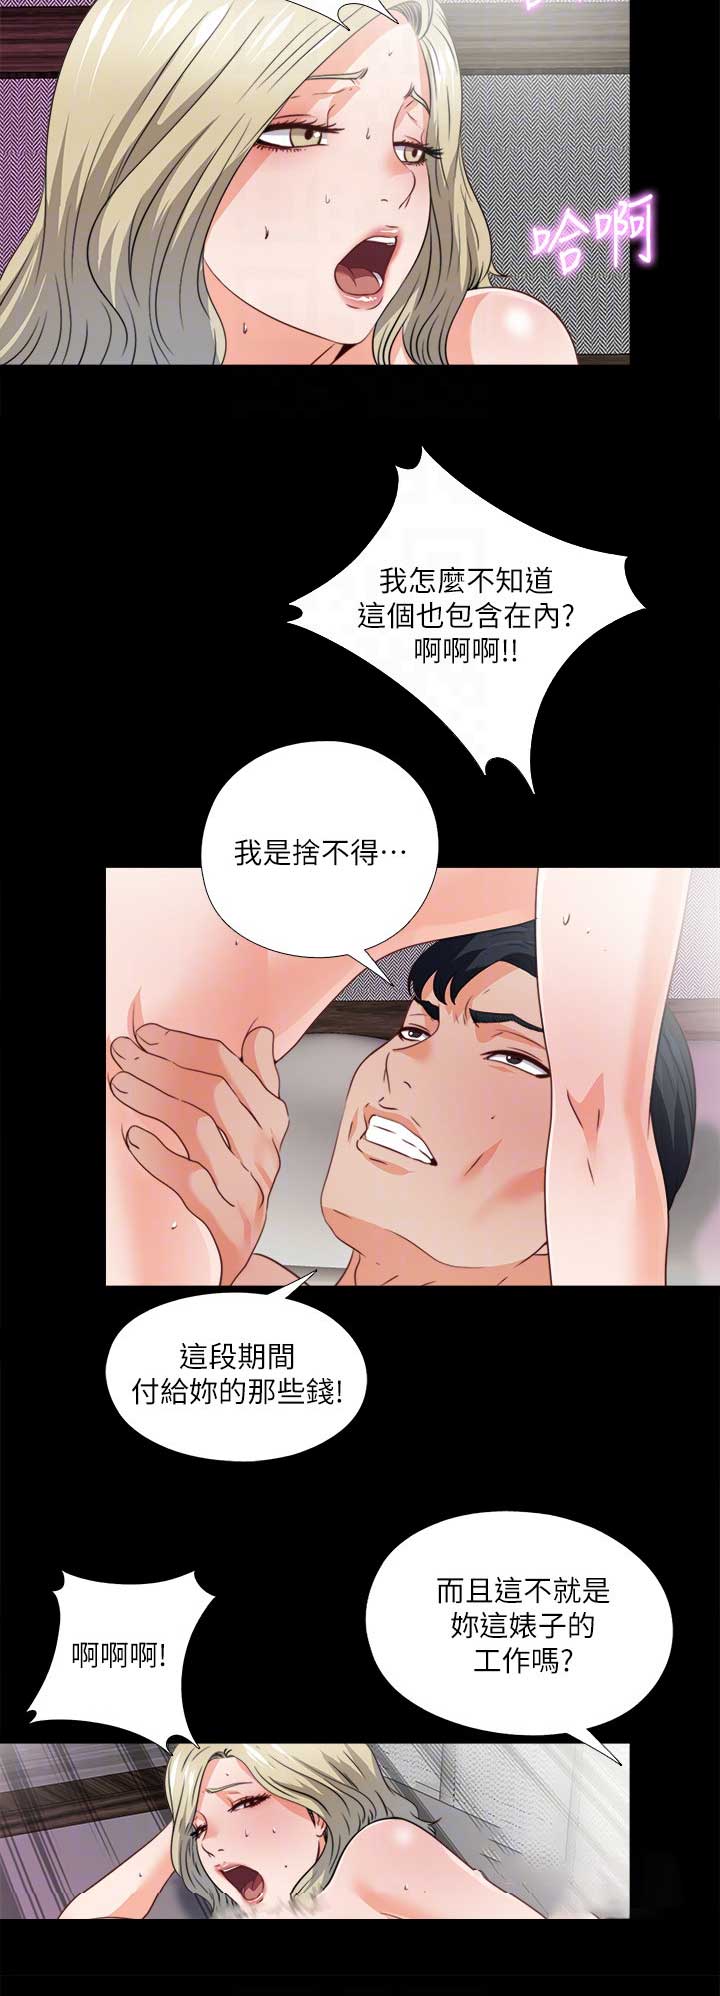 哈啊
我怎麼不知道
這個也包含在內?
啊啊啊!!
我是捨不得⋯
這段期間
付給妳的那些錢!
而且這不就是
妳這婊子的
工作嗎?
啊啊啊!